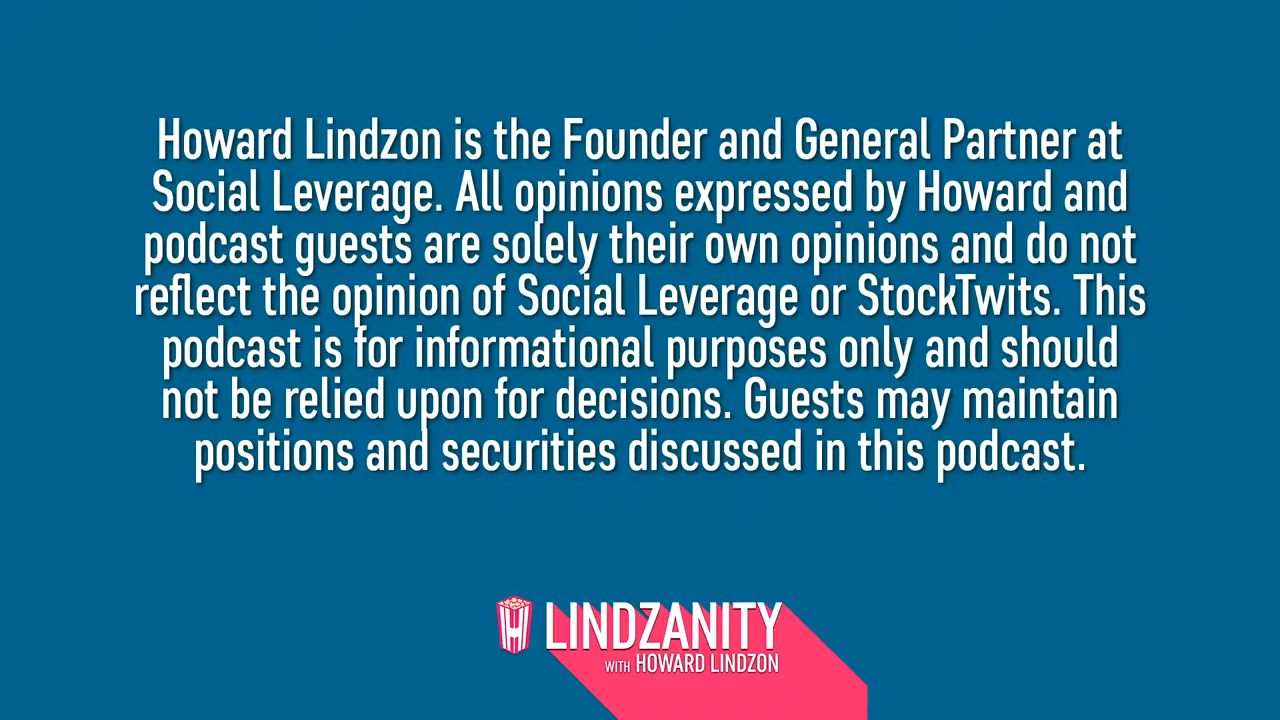 Howard Lindzon is the Founder and General Partner at
Social Leverage. All opinions expressed by Howard and
podcast guests are solely their own opinions and do not
reflect the opinion of Social Leverage or StockTwits. This
podcast is for informational purposes only and should
not be relied upon for decisions. Guests may maintain
positions and securities discussed in this podcast.
LINDZANITY
WITH HOWARD LINDZON